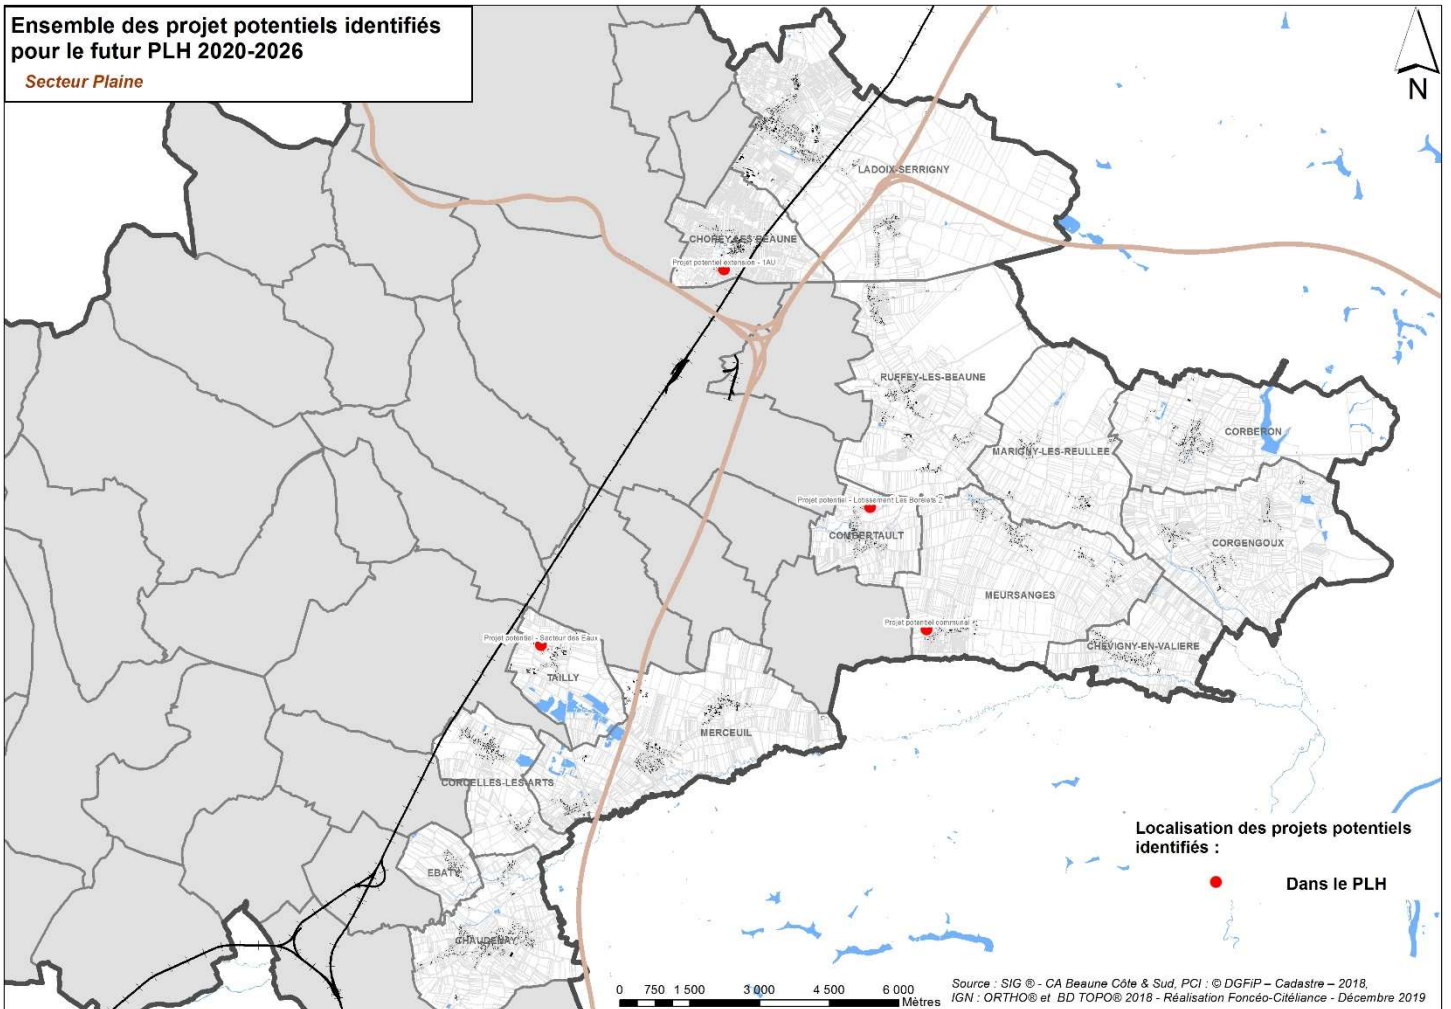 Ensemble des projet potentiels identifiés
pour le futur PLH 2020-2026
Secteur Plaine
N
LADOIX-SERRIGNY
CHOREY-LES-BEAUNE
Projet potentiel extension - 1AU
RUFFEY-LES-BEAUNE
CORBERON
MARIGNY-LES-REULLEE
Projet potentiel - Lotissement Les Borslets 2
COMBERTAULT
CORGENGOUX
MEURSANGES
Projet potentiel communal
CHEVIGNY-EN-VALIERE
Projet potentiel - Secteur des Eaux
TAILLY
MERCEUIL
CORCELLES-LES-ARTS
EBATY
CHAUDENAY
Localisation des projets potentiels
identifiés :
Dans le PLH
0 750 1 500 3 000 4 500 6 000
Mètres
Source : SIG ® - CA Beaune Côte & Sud, PCI : © DGFiP – Cadastre – 2018,
IGN : ORTHO® et BD TOPO® 2018 - Réalisation Foncéo-Citéliance - Décembre 2019